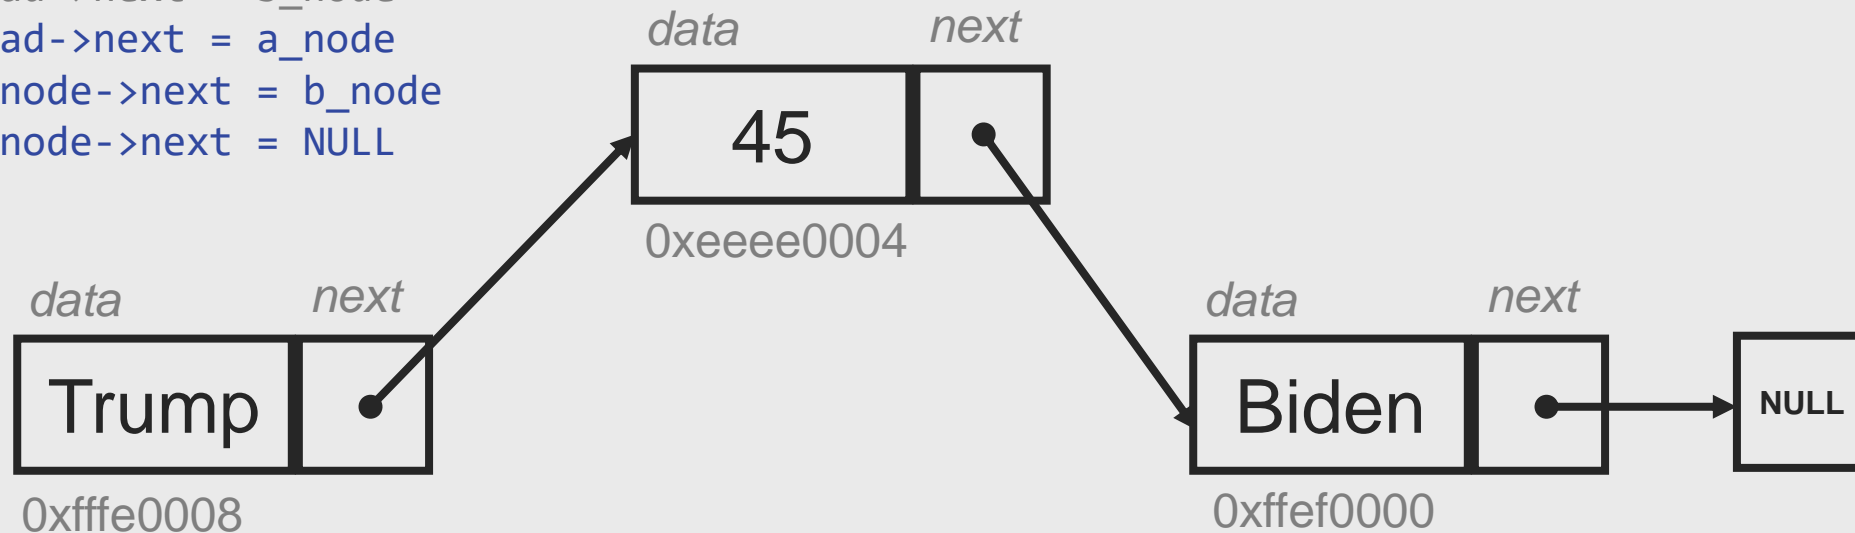 ad->next = a_node
node->next = b_node
node->next = NULL
data next
45
0xeeee0004
data next
Trump
0xfffe0008
data next
Biden
0xffef0000
NULL